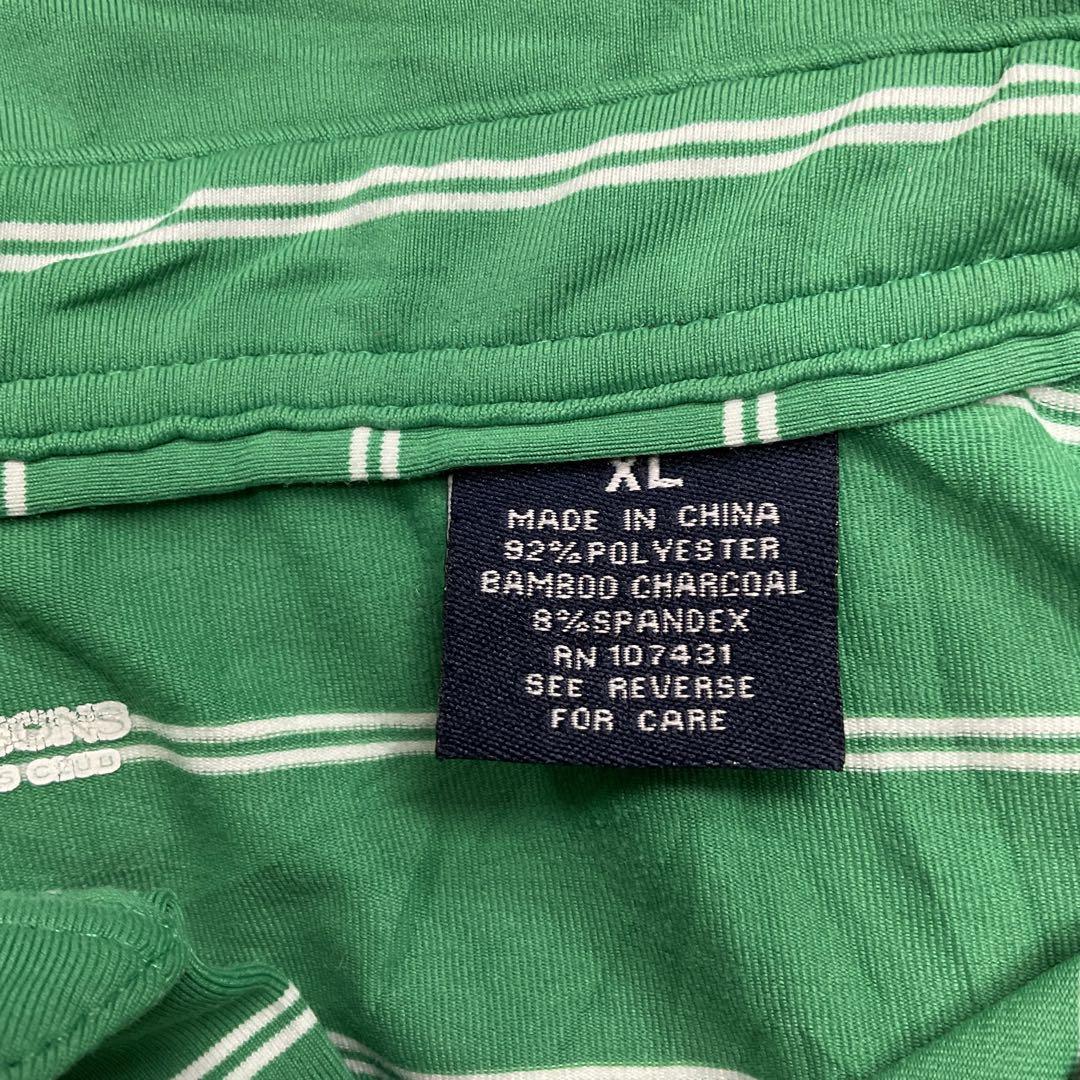 XL
MADE IN CHINA
92% POLYESTER
BAMBOO CHARCOAL
8% SPANDEX
RN 107431
SEE REVERSE
FOR CARE